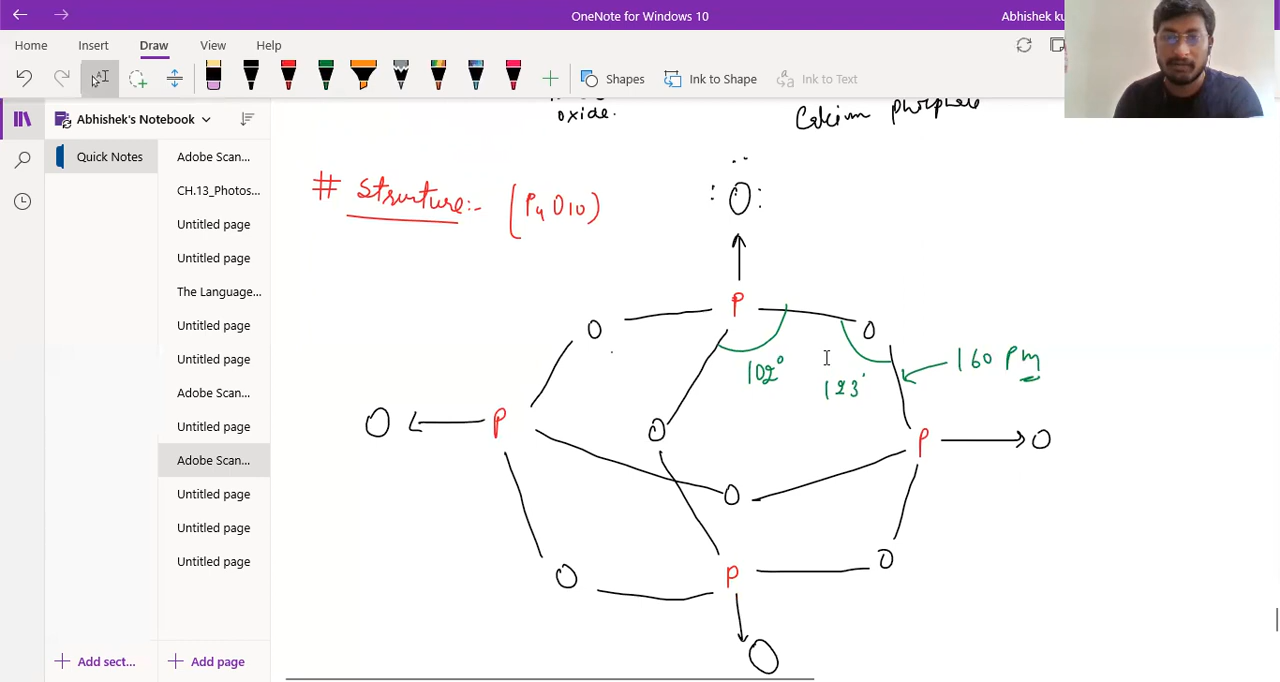 OneNote for Windows 10
Abhishek ku
Home Insert Draw View Help
Shapes Ink to Shape Ink to Text
Abhishek's Notebook
Quick Notes
Adobe Scan...
CH.13_Photos...
Untitled page
Untitled page
The Language...
Untitled page
Untitled page
Adobe Scan...
Untitled page
Adobe Scan...
Untitled page
Untitled page
Untitled page
Add sect...
Add page
oxide.
Calcium phosphate
# Structure:- [P4O10)
O
P
O O
102°
123°
160 Pm
O P O P O
O
O P O
O